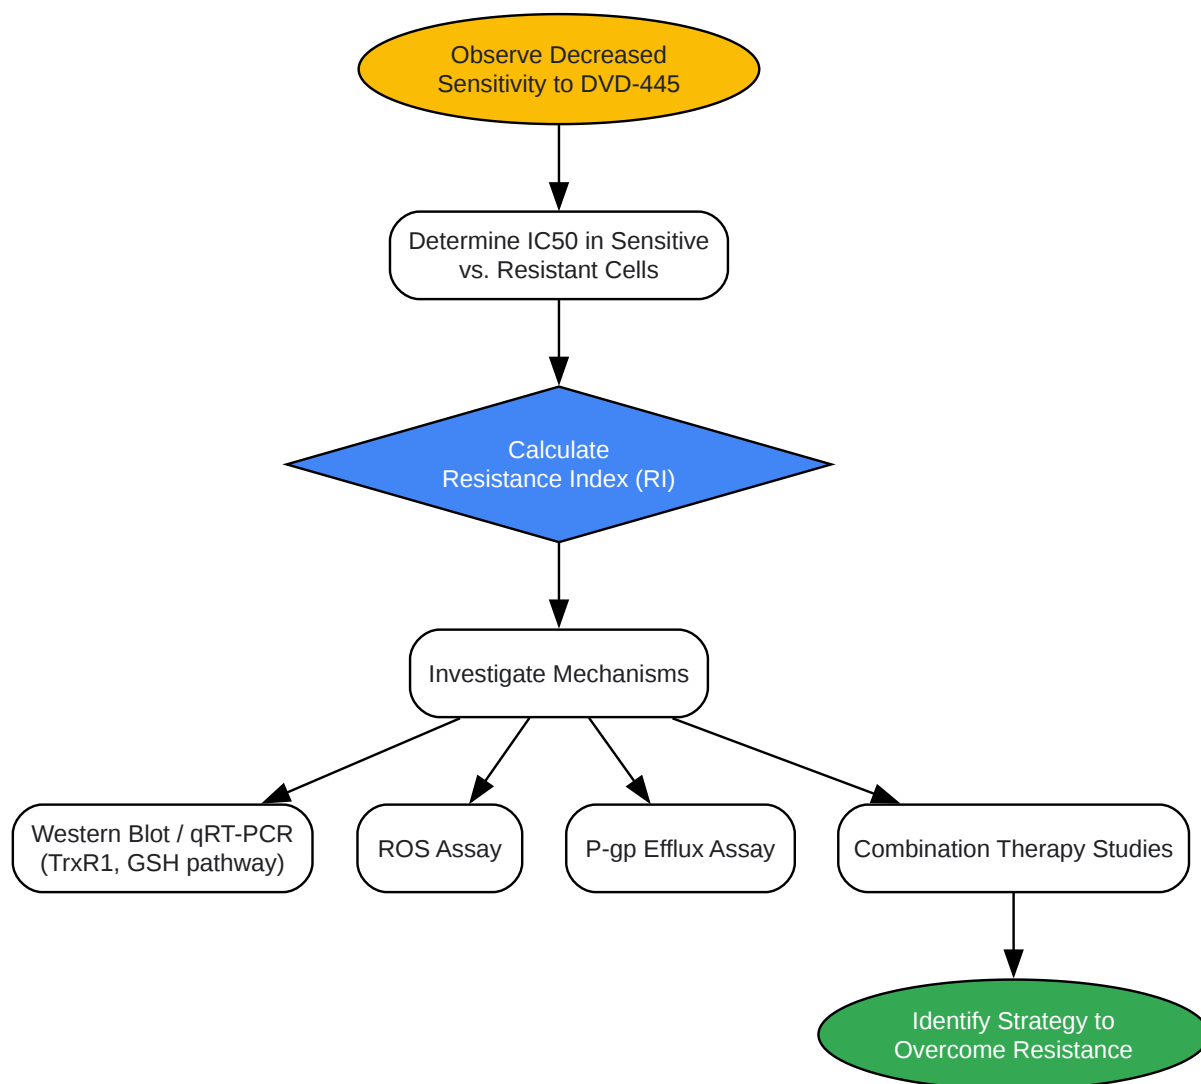 Observe Decreased
Sensitivity to DVD-445
Determine IC50 in Sensitive
vs. Resistant Cells
Calculate
Resistance Index (RI)
Investigate Mechanisms
Western Blot / qRT-PCR
(TrxR1, GSH pathway)
ROS Assay
P-gp Efflux Assay
Combination Therapy Studies
Identify Strategy to
Overcome Resistance